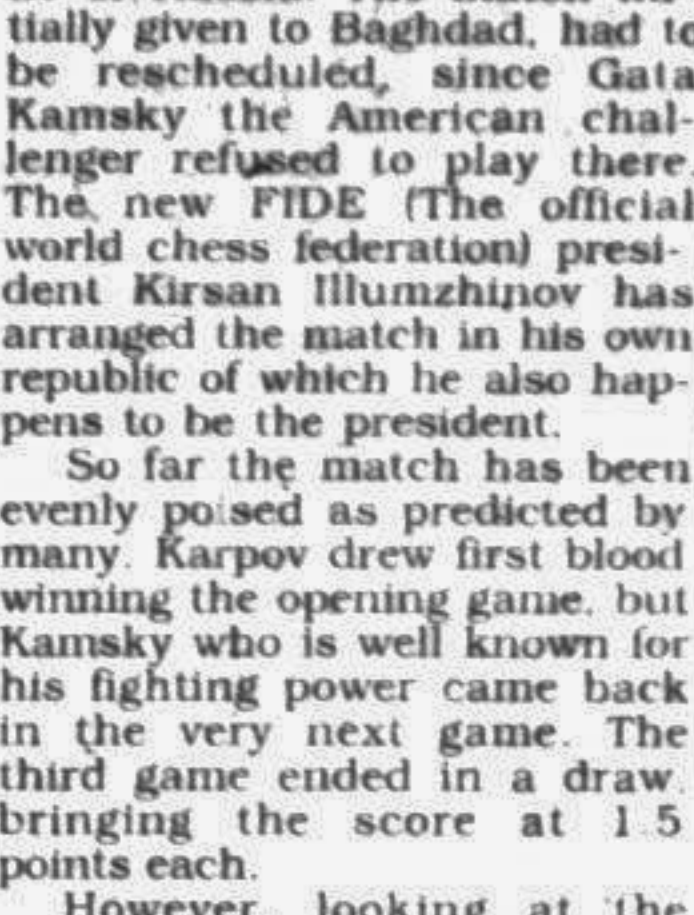 tially given to Baghdad, had to
be rescheduled, since Gata
Kamsky the American chal-
lenger refused to play there.
The new FIDE (The official
world chess federation) presi-
dent Kirsan Illumzhinov has
arranged the match in his own
republic of which he also hap-
pens to be the president.
So far the match has been
evenly poised as predicted by
many. Karpov drew first blood
winning the opening game, but
Kamsky who is well known for
his fighting power came back
in the very next game. The
third game ended in a draw
bringing the score at 1.5
points each.
However, looking at the